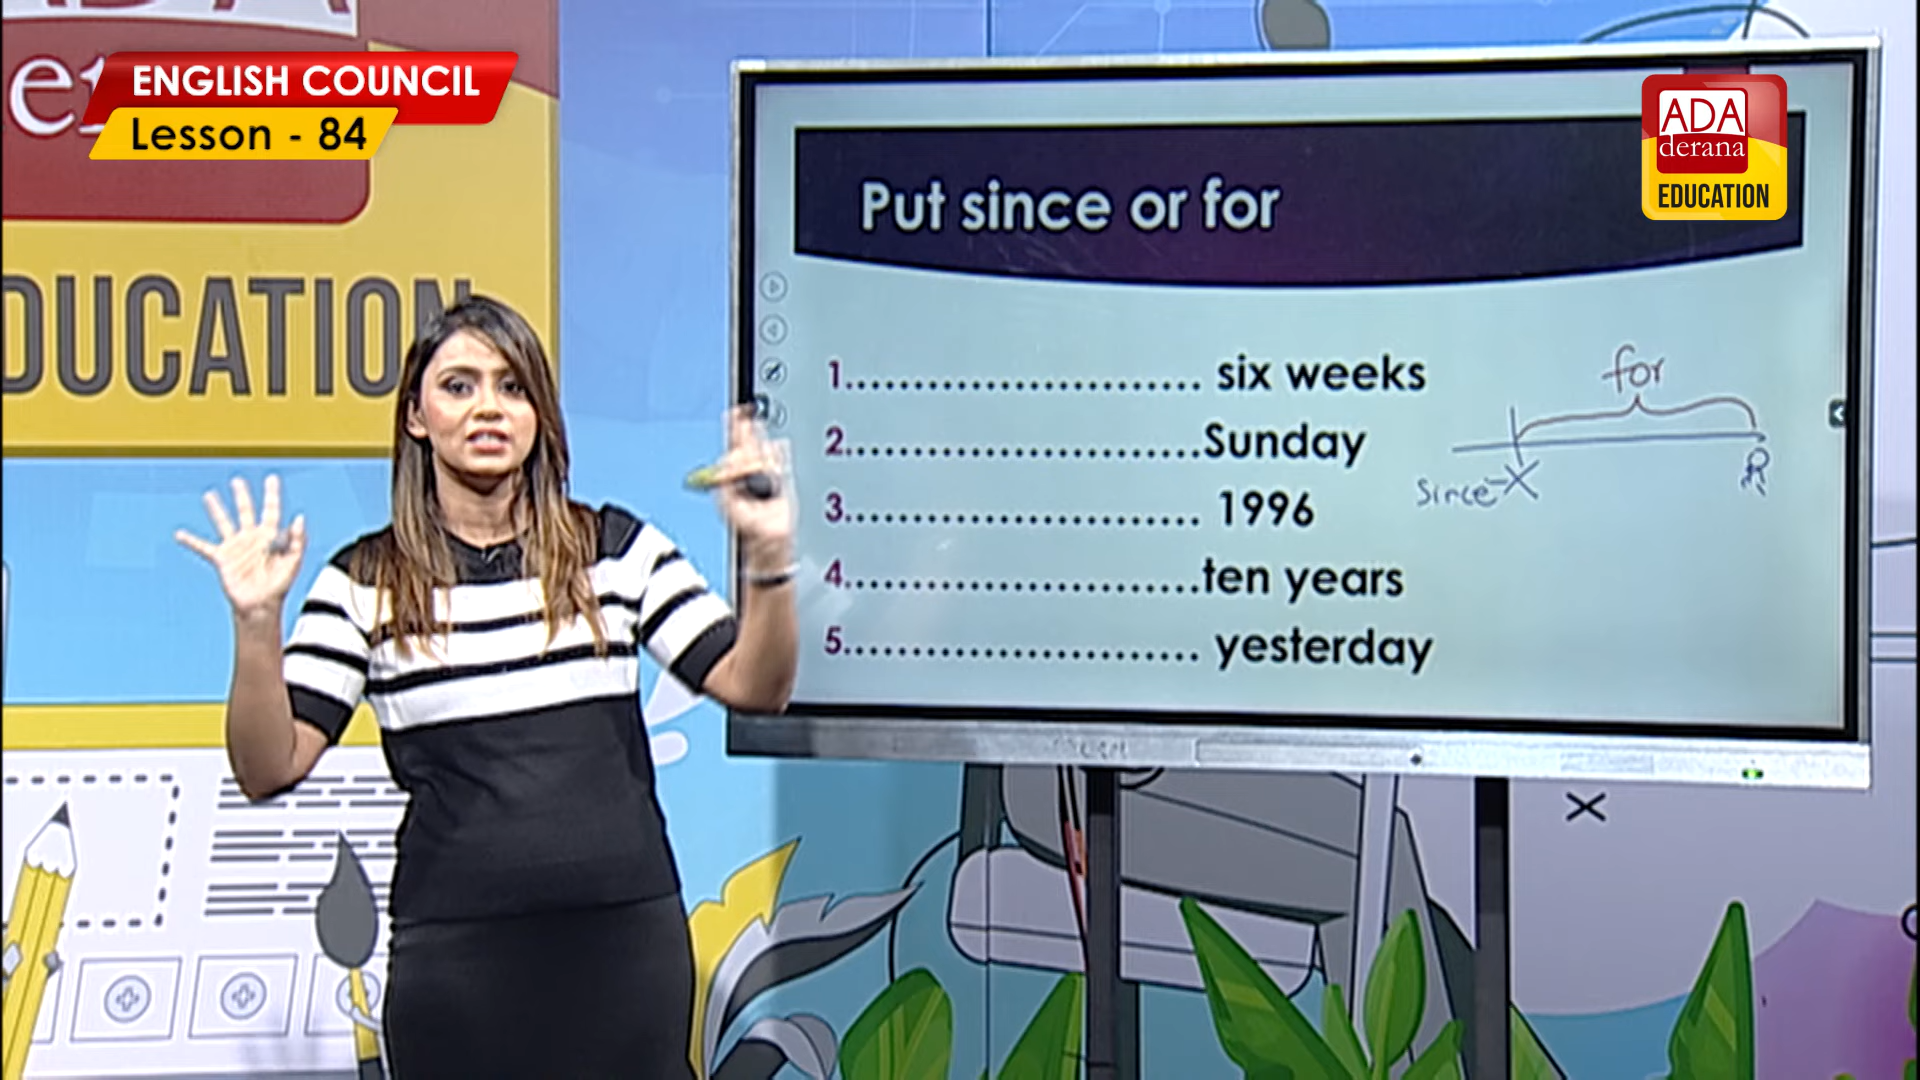 ENGLISH COUNCIL
Lesson - 84
ADA
derana
EDUCATION
DUCATION
Put since or for
1.......................... six weeks
2..........................Sunday
3.......................... 1996
4..........................ten years
5.......................... yesterday
for
Since